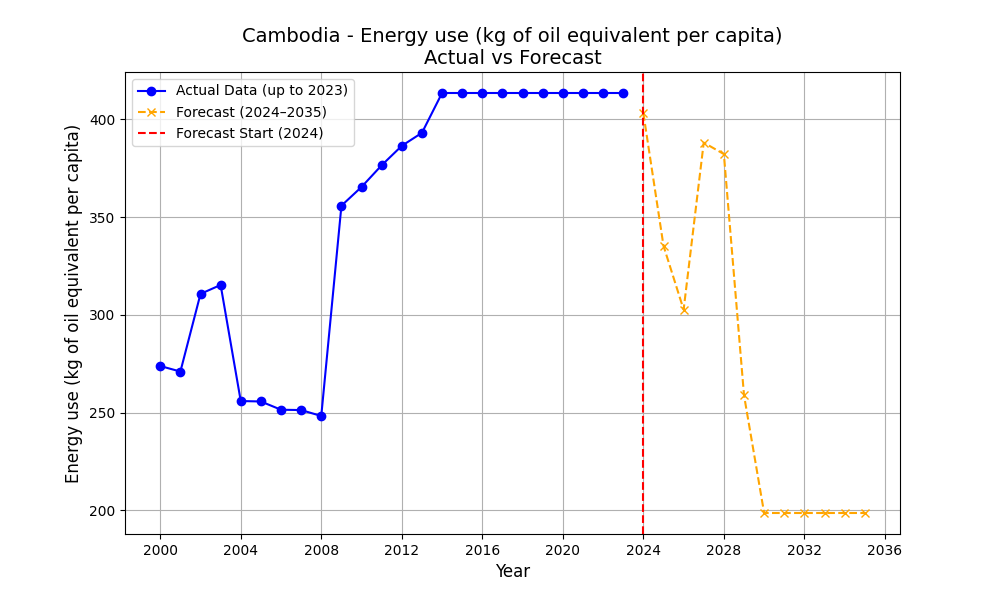 Cambodia - Energy use (kg of oil equivalent per capita)
Actual vs Forecast
Actual Data (up to 2023)
Forecast (2024–2035)
Forecast Start (2024)
Energy use (kg of oil equivalent per capita)
400
350
300
250
200
2000 2004 2008 2012 2016 2020 2024 2028 2032 2036
Year